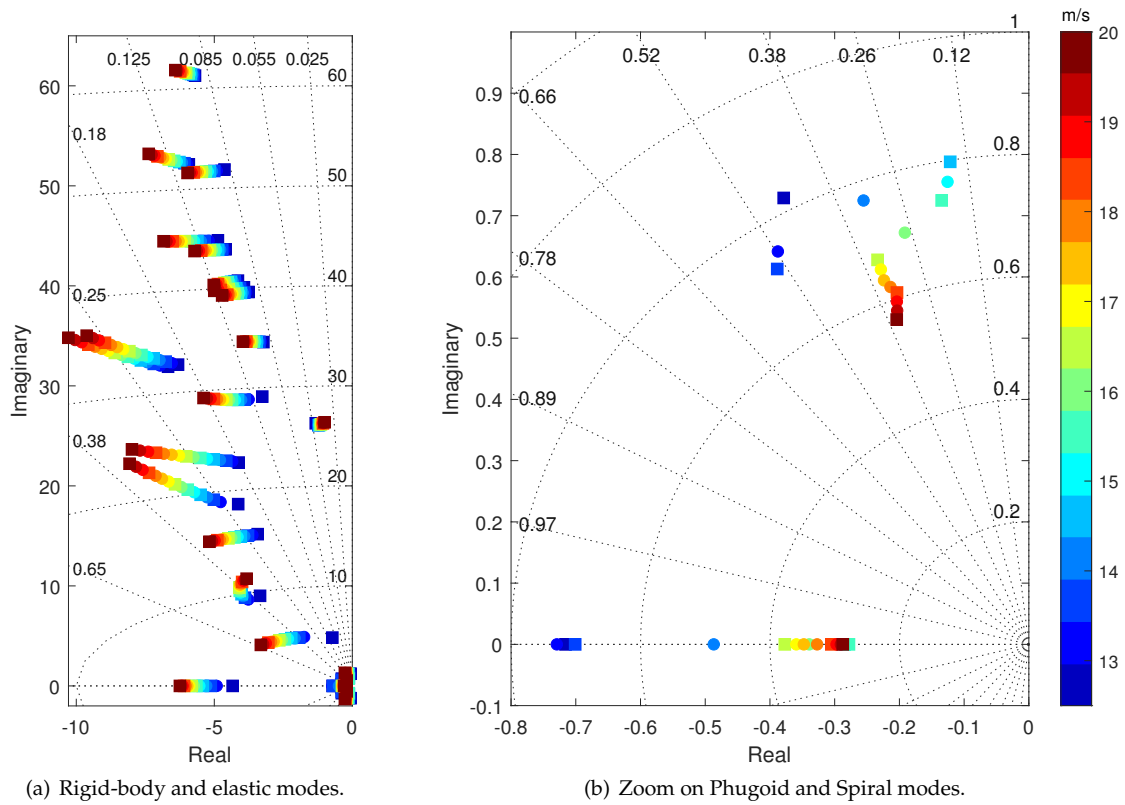 0.125 0.085 0.055 0.025
60 60
0.18
50 50
40 40
0.25
30 30
0.38
20 20
0.65
10 10
0
-10 -5 0
Imaginary
Real
(a) Rigid-body and elastic modes.
1
0.52 0.38 0.26 0.12
0.9 0.66
0.8 0.8
0.7
0.78
0.6 0.6
0.5
0.4 0.89 0.4
0.3
0.2 0.97 0.2
0.1
0
-0.1
-0.8 -0.7 -0.6 -0.5 -0.4 -0.3 -0.2 -0.1 0
Imaginary
Real
(b) Zoom on Phugoid and Spiral modes.
m/s
20
19
18
17
16
15
14
13